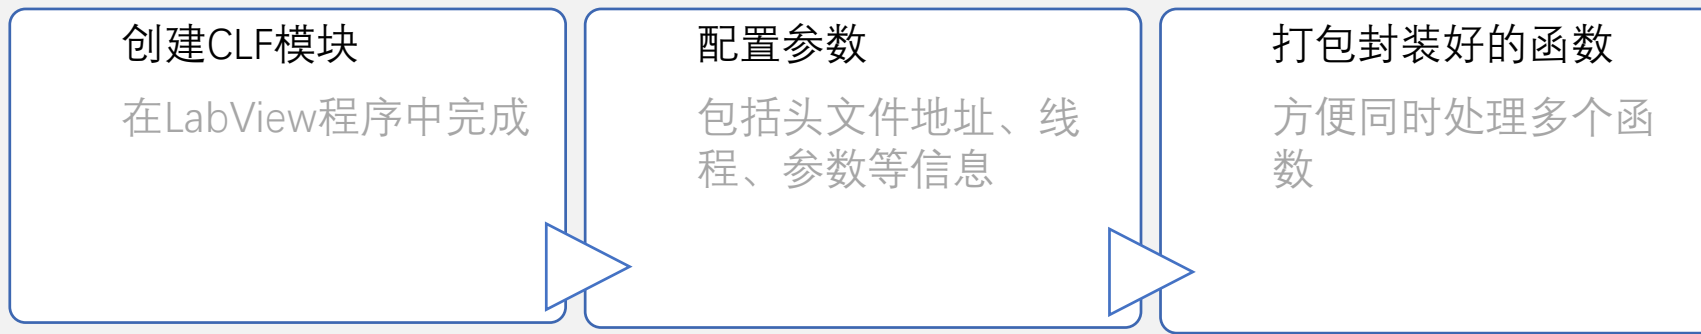 创建CLF模块
在LabView程序中完成
配置参数
包括头文件地址、线
程、参数等信息
打包封装好的函数
方便同时处理多个函
数